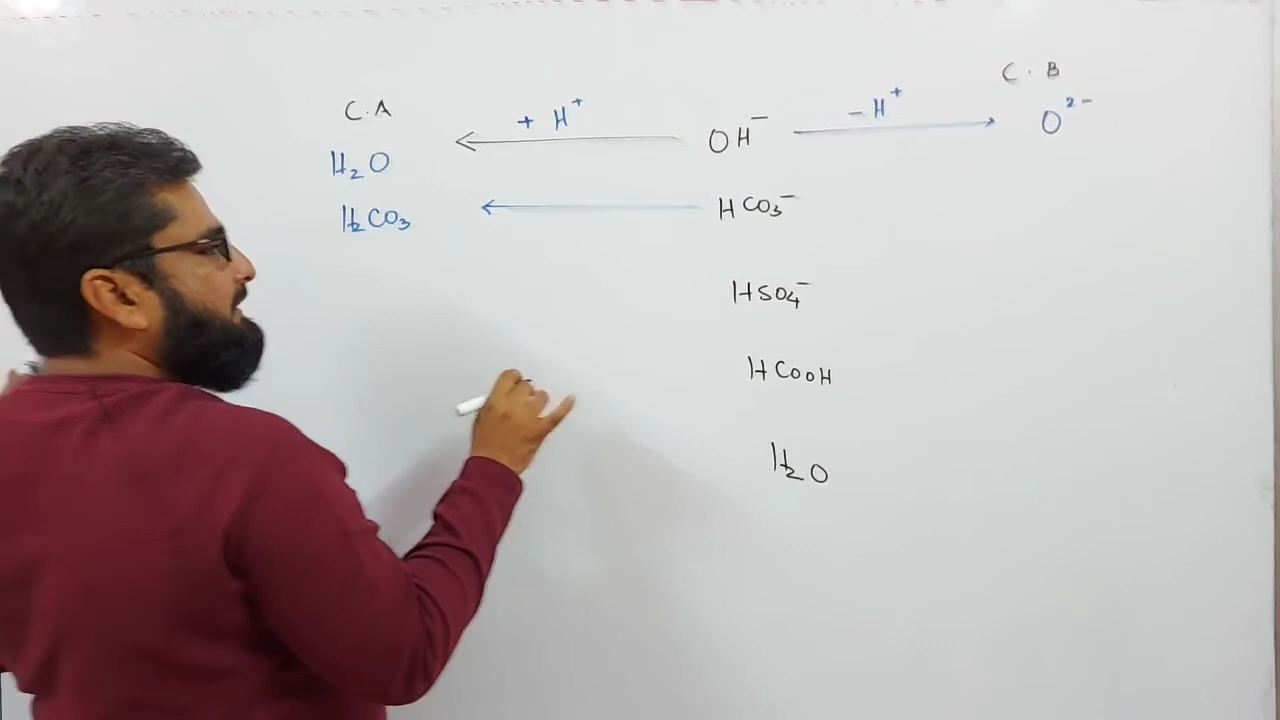 C.A C.B
H₂O ← + H⁺ OH⁻ − H⁺ → O²⁻
H₂CO₃ ← HCO₃⁻
HSO₄⁻
HCOOH
H₂O